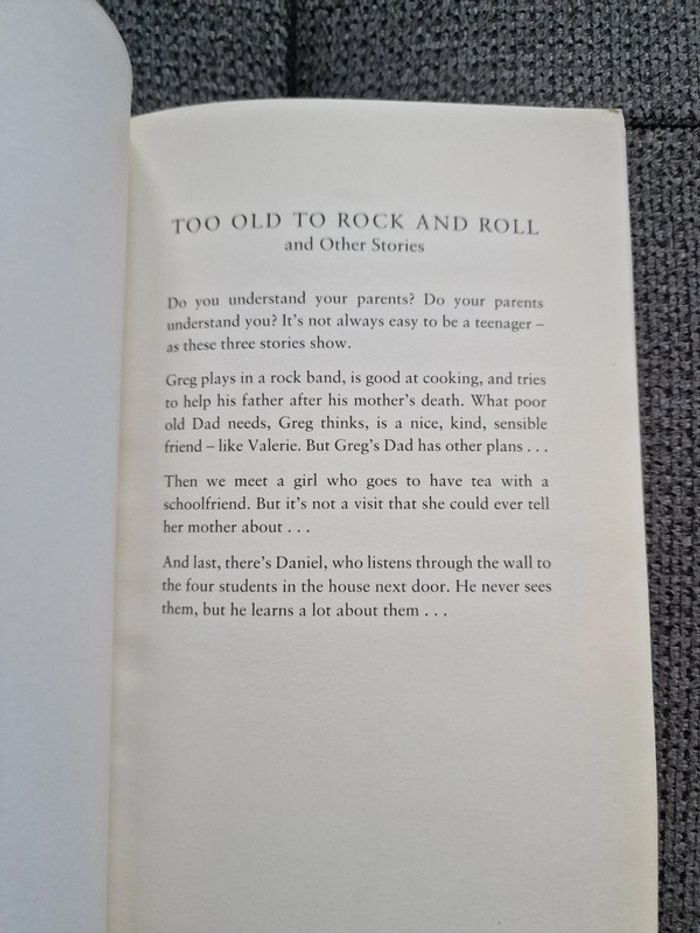 TOO OLD TO ROCK AND ROLL
and Other Stories
Do you understand your parents? Do your parents
understand you? It's not always easy to be a teenager –
as these three stories show.
Greg plays in a rock band, is good at cooking, and tries
to help his father after his mother's death. What poor
old Dad needs, Greg thinks, is a nice, kind, sensible
friend – like Valerie. But Greg's Dad has other plans . . .
Then we meet a girl who goes to have tea with a
schoolfriend. But it's not a visit that she could ever tell
her mother about . . .
And last, there's Daniel, who listens through the wall to
the four students in the house next door. He never sees
them, but he learns a lot about them . . .